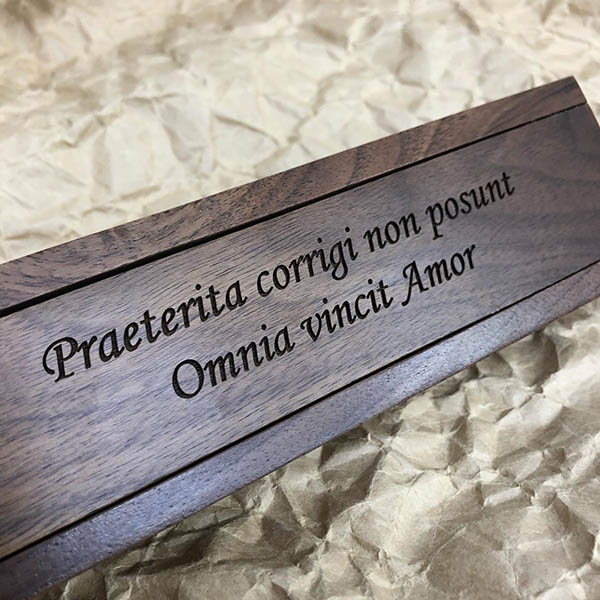 Praeterita corrigi non posunt
Omnia vincit Amor